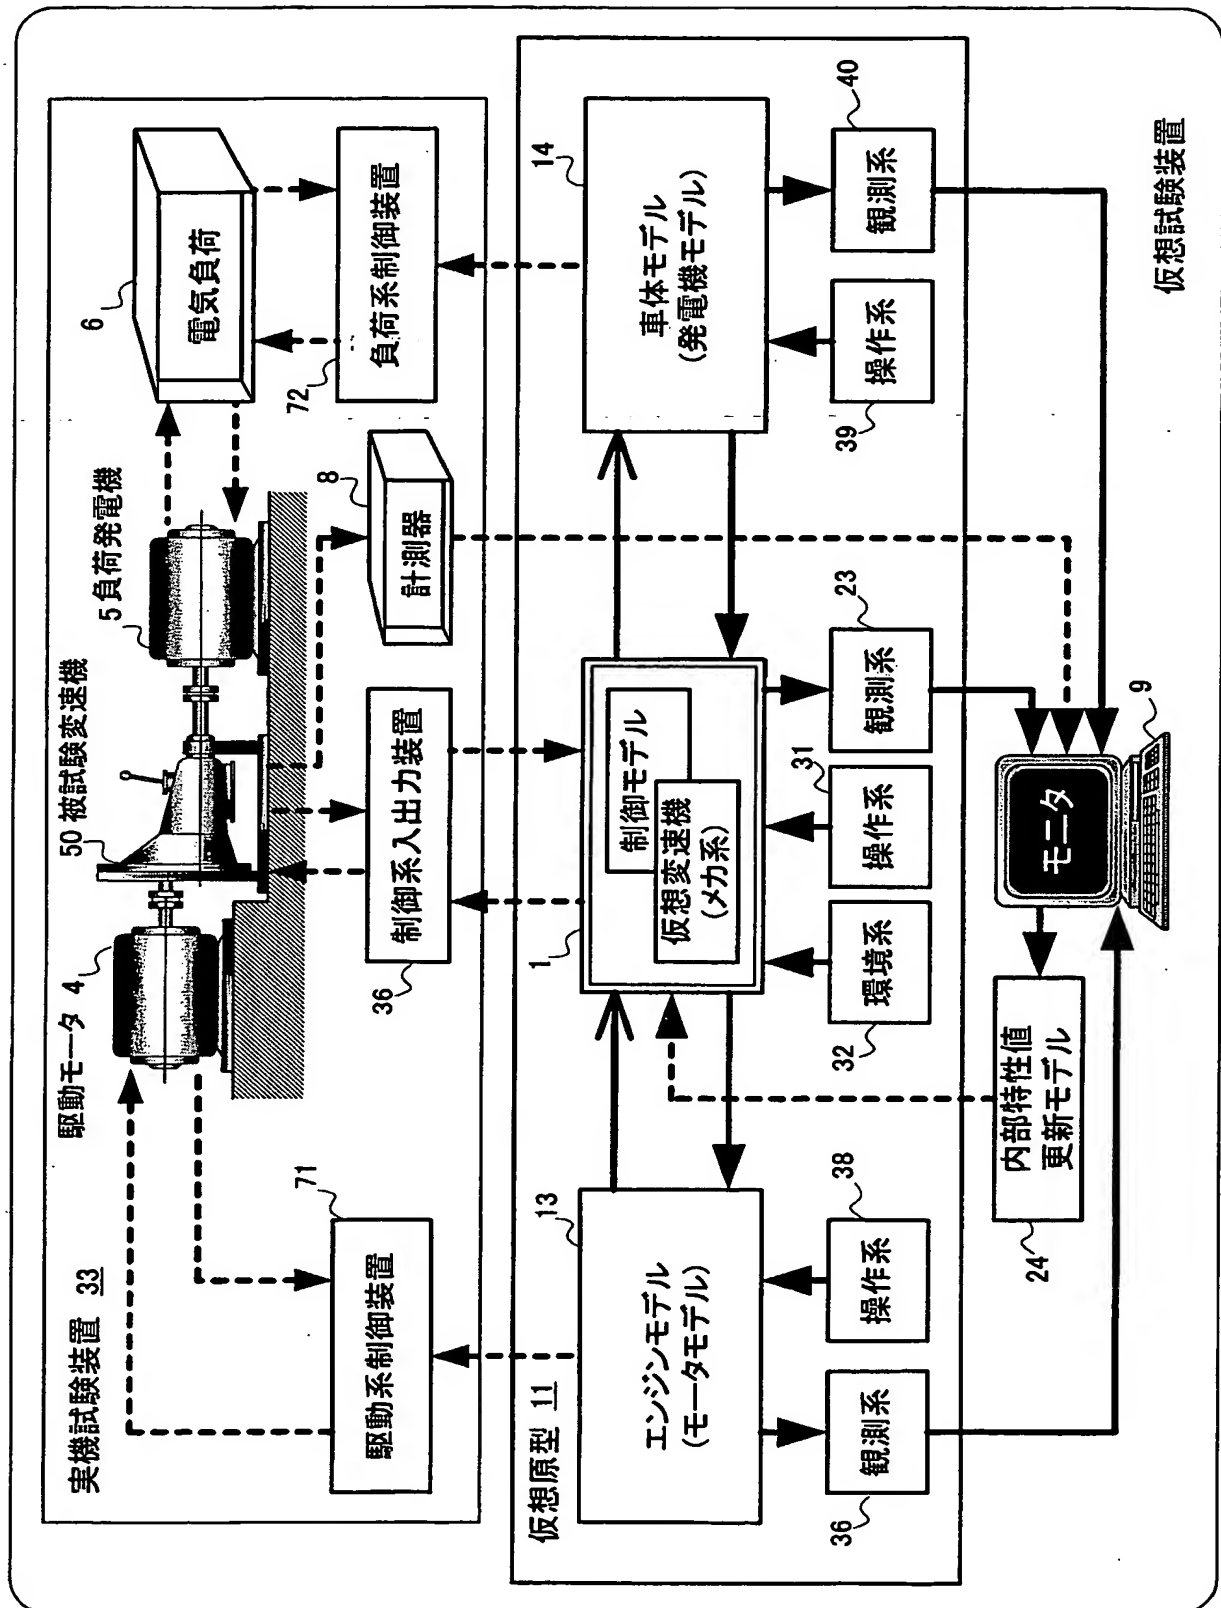 実機試験装置 33
駆動モータ 4
50 被試験変速機
5 負荷発電機
6
電気負荷
71
駆動系制御装置
36
制御系入出力装置
8
計測器
72
負荷系制御装置
仮想原型 11
13
エンジンモデル
(モータモデル)
1
制御モデル
仮想変速機
(メカ系)
14
車体モデル
(発電機モデル)
36
観測系
38
操作系
32
環境系
31
操作系
23
観測系
39
操作系
40
観測系
24
内部特性値
更新モデル
モニタ
9
仮想試験装置